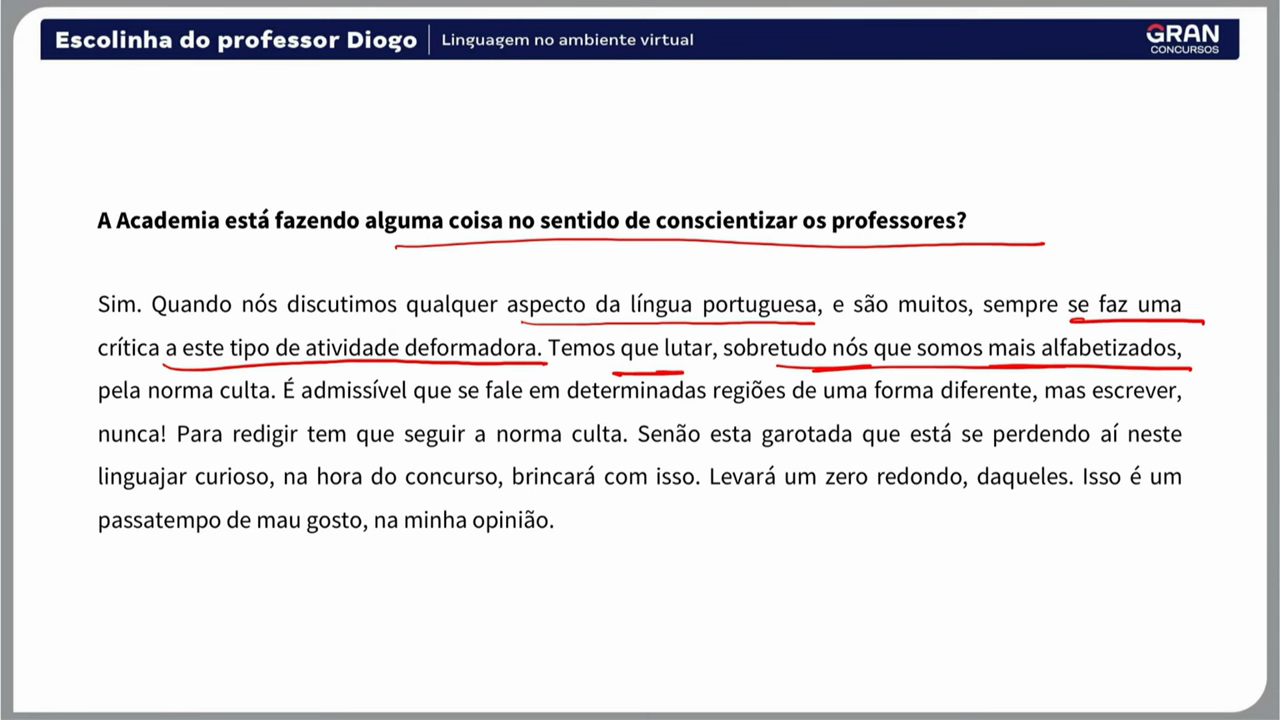 Escolinha do professor Diogo
Linguagem no ambiente virtual
GRAN
CONCURSOS
A Academia está fazendo alguma coisa no sentido de conscientizar os professores?
Sim. Quando nós discutimos qualquer aspecto da língua portuguesa, e são muitos, sempre se faz uma
crítica a este tipo de atividade deformadora. Temos que lutar, sobretudo nós que somos mais alfabetizados,
pela norma culta. É admissível que se fale em determinadas regiões de uma forma diferente, mas escrever,
nunca! Para redigir tem que seguir a norma culta. Senão esta garotada que está se perdendo aí neste
linguajar curioso, na hora do concurso, brincará com isso. Levará um zero redondo, daqueles. Isso é um
passatempo de mau gosto, na minha opinião.